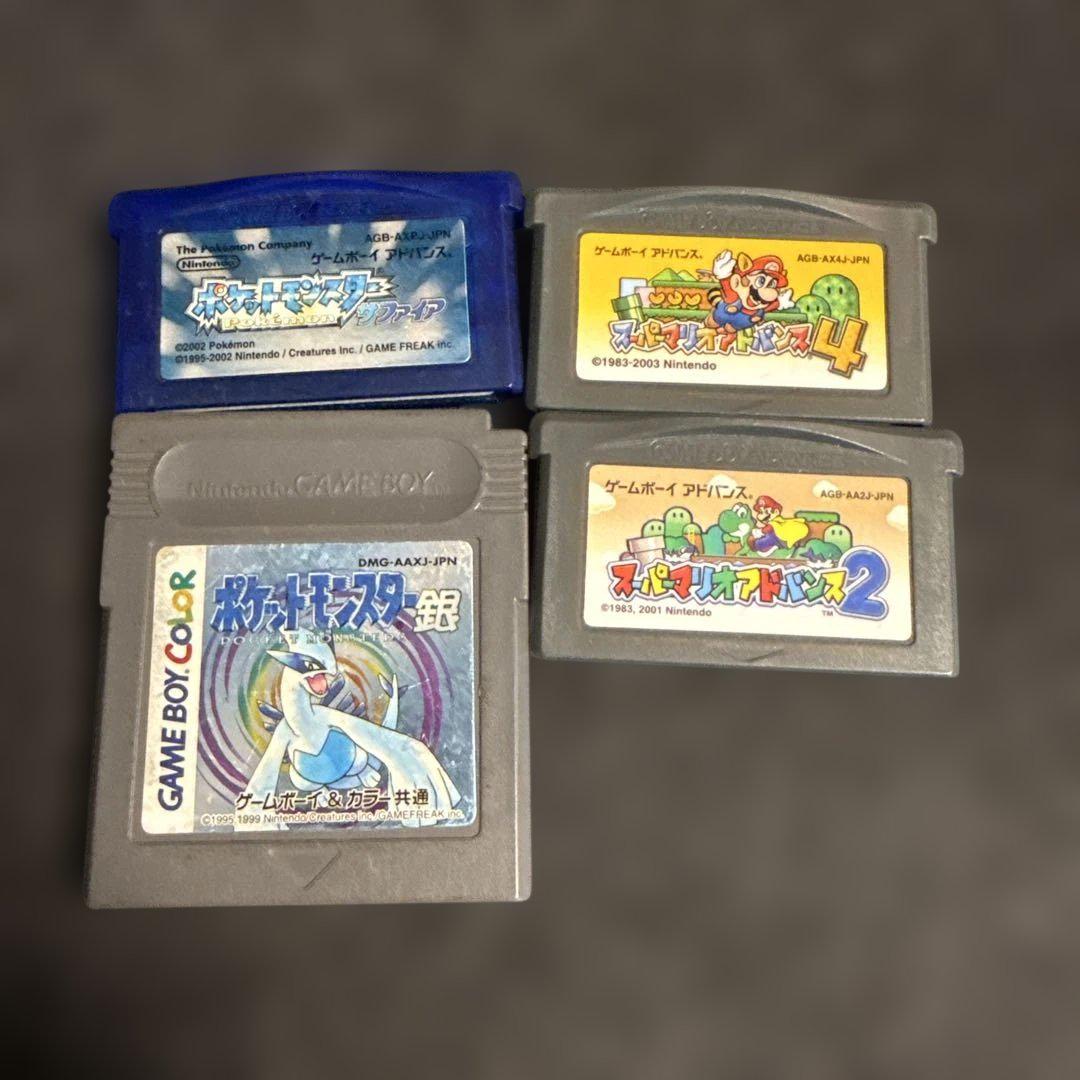 The Pokémon Company
Nintendo
AGB-AXPJ-JPN
ゲームボーイ アドバンス®
ポケットモンスター
POKéMON
サファイア
©2002 Pokémon
©1995-2002 Nintendo / Creatures inc. / GAME FREAK inc.
ゲームボーイ アドバンス®
AGB-AX4J-JPN
スーパーマリオアドバンス4
©1983-2003 Nintendo
Nintendo GAME BOY
DMG-AAXJ-JPN
GAME BOY COLOR
ポケットモンスター銀
POCKET MONSTERS
ゲームボーイ & カラー共通
©1995,1999 Nintendo/Creatures inc./GAMEFREAK inc.
ゲームボーイ アドバンス®
AGB-AA2J-JPN
スーパーマリオアドバンス2
™
©1983, 2001 Nintendo